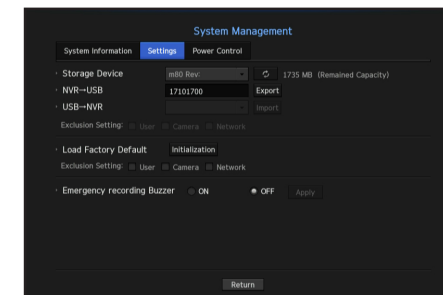 System Management
System Information Settings Power Control
Storage Device m80 Rev: 1735 MB (Remained Capacity)
NVR→USB 17101700 Export
USB→NVR Import
Exclusion Setting: User Camera Network
Load Factory Default Initialization
Exclusion Setting: User Camera Network
Emergency recording Buzzer ON OFF Apply
Return